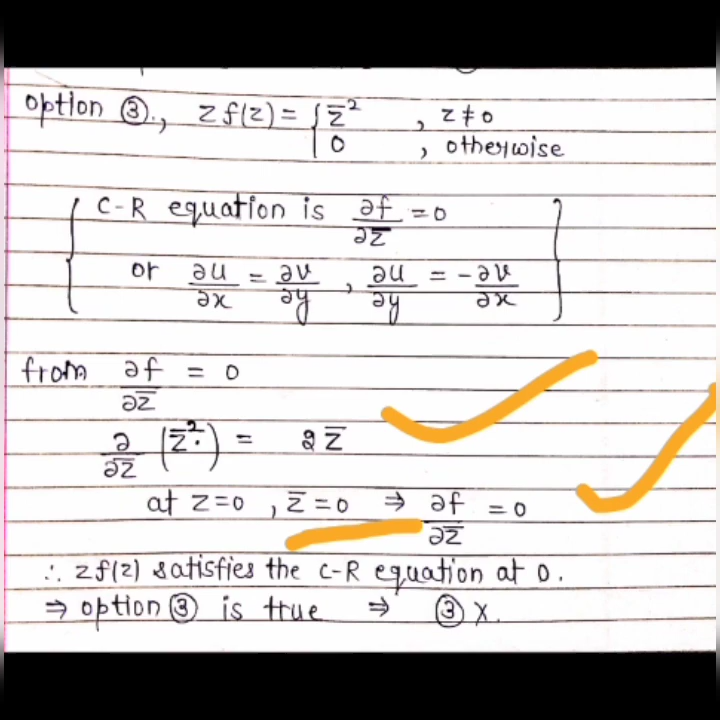 option ③., z f(z) = { z̅² , z ≠ 0
0 , otherwise
{ C-R equation is ∂f/∂z̅ = 0
or ∂u/∂x = ∂v/∂y , ∂u/∂y = -∂v/∂x }
from ∂f/∂z̅ = 0
∂/∂z̅ (z̅².) = 2z̅
at z=0 , z̅=0 ⇒ ∂f/∂z̅ = 0
∴ zf(z) satisfies the C-R equation at 0.
⇒ option ③ is true ⇒ ③ X.